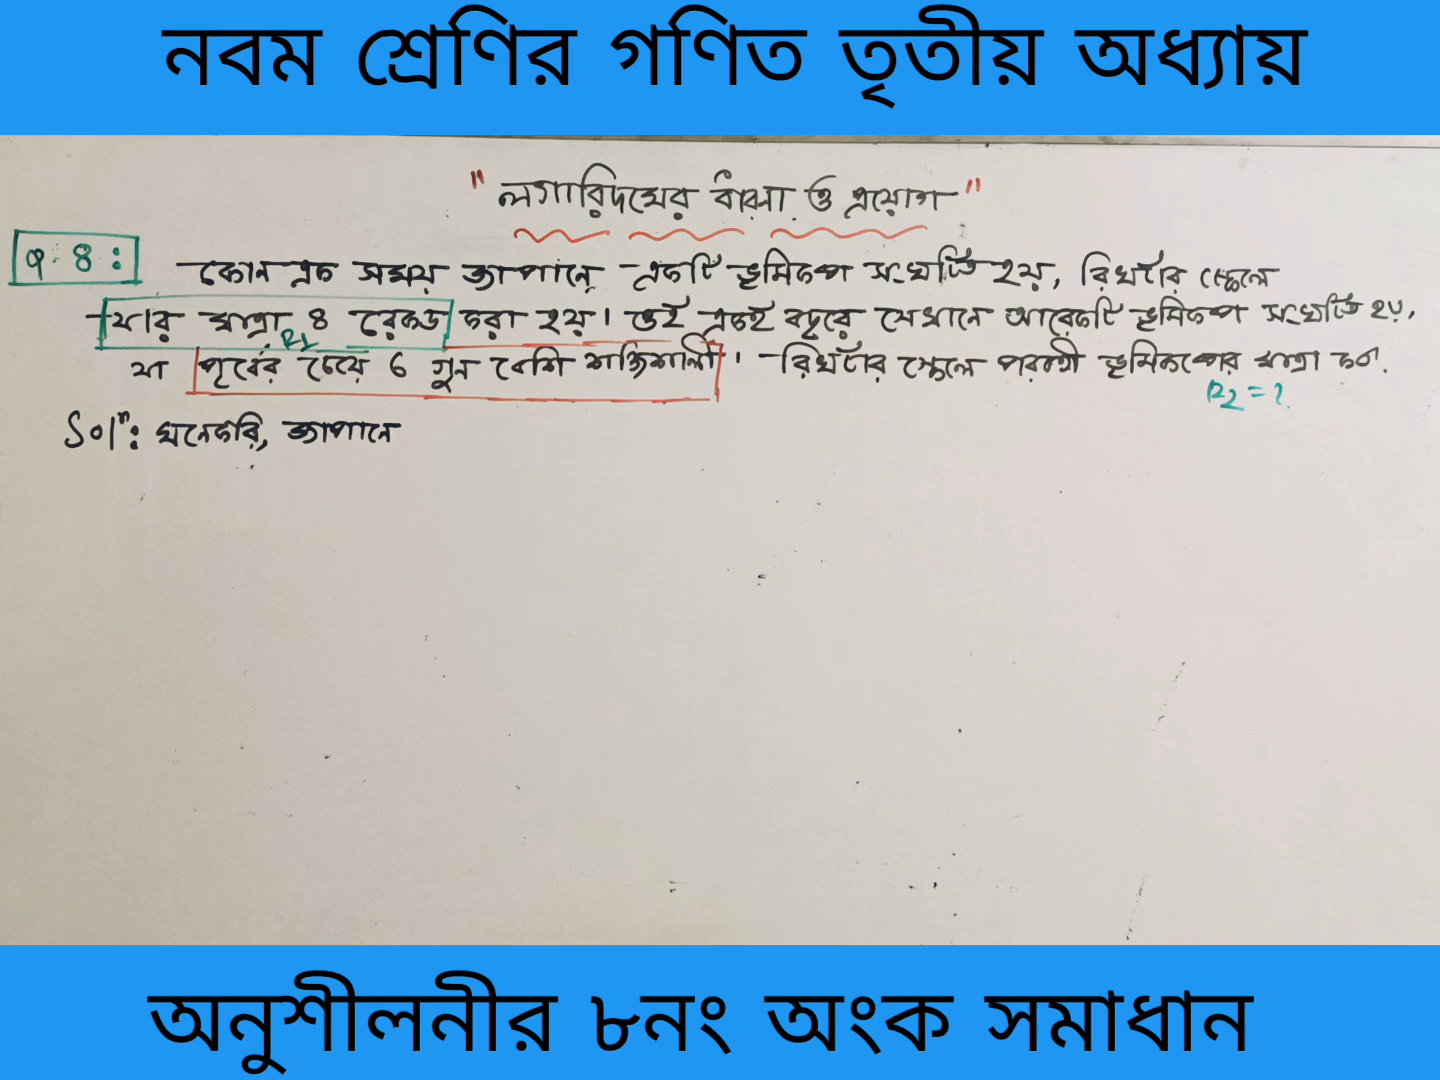 নবম শ্রেণির গণিত তৃতীয় অধ্যায়
" লগারিদমের ধারণা ও প্রয়োগ "
কোন এক সময় জাপানে একটি ভূমিকম্প সংঘটিত হয়, রিখটার স্কেলে
যার মাত্রা ৪ রেকর্ড করা হয়। ওই একই বছরে সেখানে আরেকটি ভূমিকম্প সংঘটিত হয়,
R1
যা পূর্বের চেয়ে 6 গুন বেশি শক্তিশালী। রিখটার স্কেলে পরবর্তী ভূমিকম্পের মাত্রা কত?
R2 = ?
Solⁿ: মনেকরি, জাপানে
অনুশীলনীর ৮নং অংক সমাধান